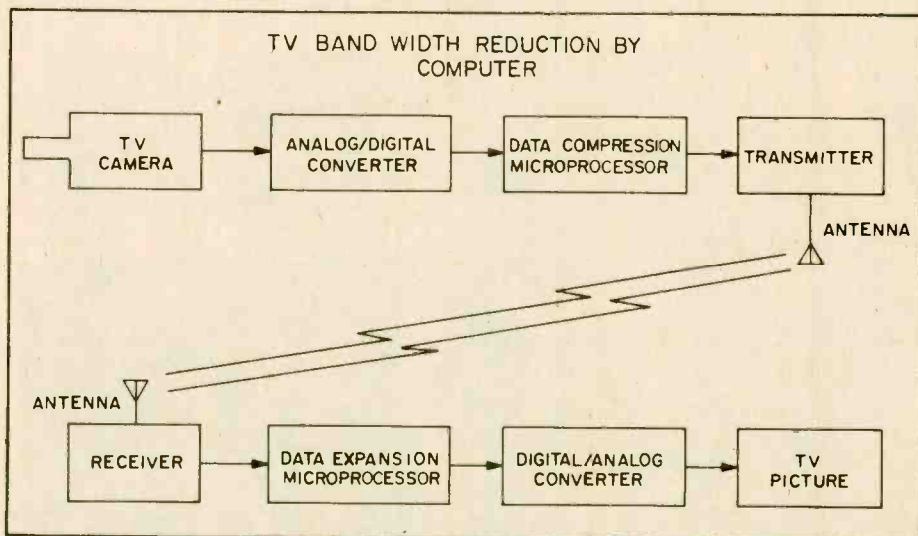 TV BAND WIDTH REDUCTION BY
COMPUTER
TV
CAMERA
ANALOG/DIGITAL
CONVERTER
DATA COMPRESSION
MICROPROCESSOR
TRANSMITTER
ANTENNA
ANTENNA
RECEIVER
DATA EXPANSION
MICROPROCESSOR
DIGITAL/ANALOG
CONVERTER
TV
PICTURE